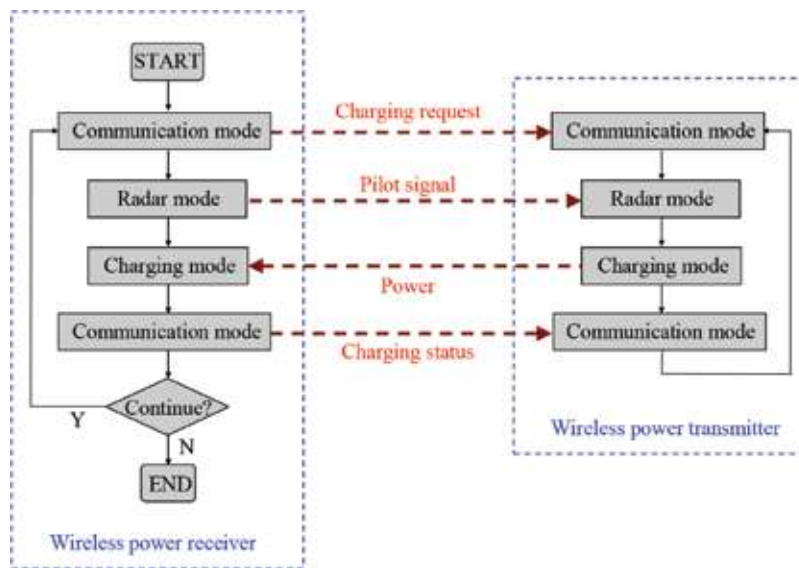 START
Communication mode
Charging request
Communication mode
Radar mode
Pilot signal
Radar mode
Charging mode
Power
Charging mode
Communication mode
Charging status
Communication mode
Continue?
Y
N
END
Wireless power transmitter
Wireless power receiver